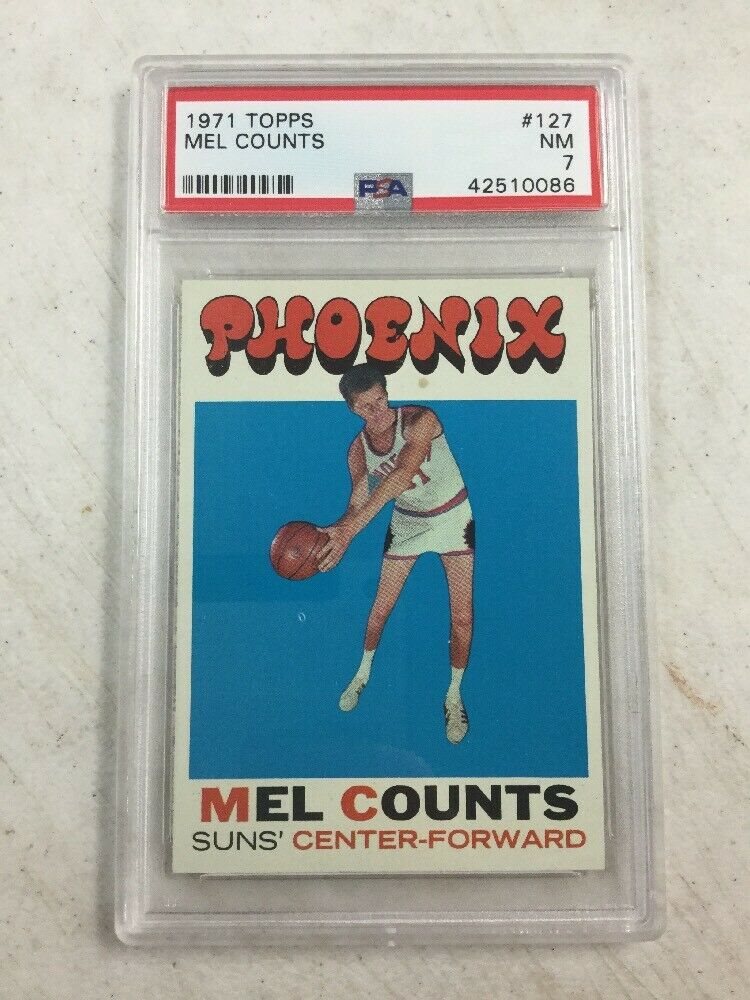 1971 TOPPS #127
MEL COUNTS NM
7
PSA 42510086
PHOENIX
MEL COUNTS
SUNS' CENTER-FORWARD